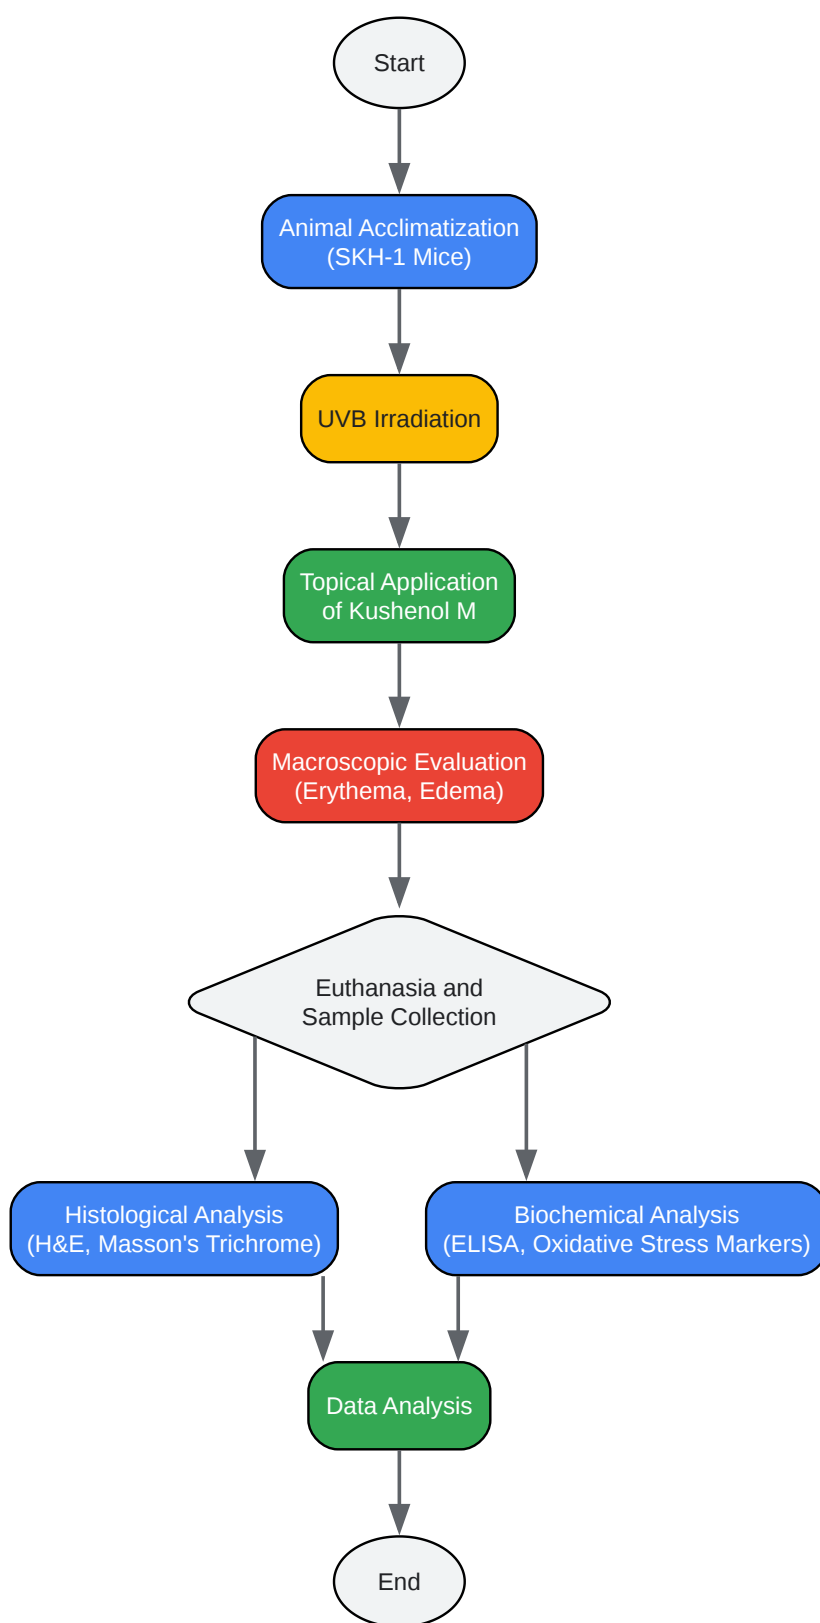 Start
Animal Acclimatization
(SKH-1 Mice)
UVB Irradiation
Topical Application
of Kushenol M
Macroscopic Evaluation
(Erythema, Edema)
Euthanasia and
Sample Collection
Histological Analysis
(H&E, Masson's Trichrome)
Biochemical Analysis
(ELISA, Oxidative Stress Markers)
Data Analysis
End